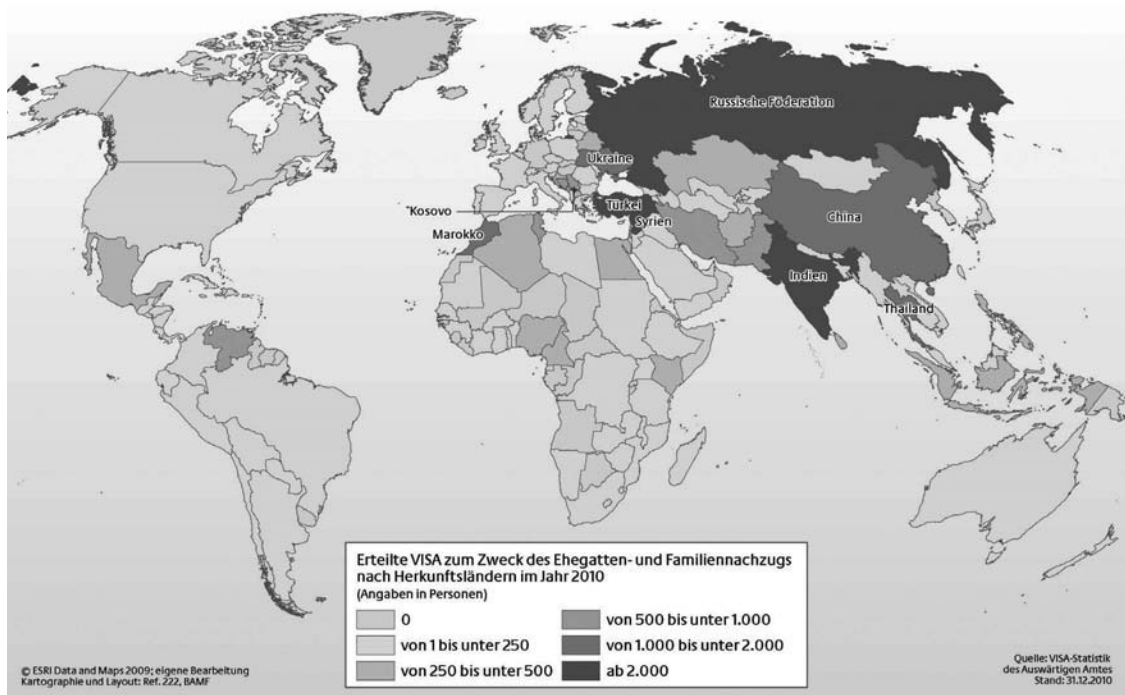 Russische Föderation
Ukraine
Kosovo
Türkei
Syrien
Marokko
China
Indien
Thailand
Erteilte VISA zum Zweck des Ehegatten- und Familiennachzugs
nach Herkunftsländern im Jahr 2010
(Angaben in Personen)
0
von 1 bis unter 250
von 250 bis unter 500
von 500 bis unter 1.000
von 1.000 bis unter 2.000
ab 2.000
© ESRI Data and Maps 2009; eigene Bearbeitung
Kartographie und Layout: Ref. 222, BAMF
Quelle: VISA-Statistik
des Auswärtigen Amtes
Stand: 31.12.2010